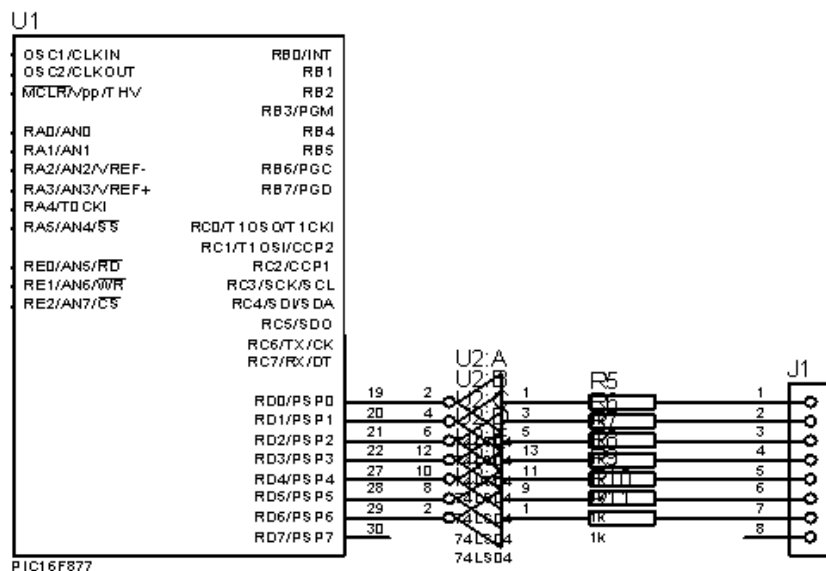 U1
OSC1/CLKIN RB0/INT
OSC2/CLKOUT RB1
MCLR/Vpp/THV RB2
RB3/PGM
RA0/AN0 RB4
RA1/AN1 RB5
RA2/AN2/VREF- RB6/PGC
RA3/AN3/VREF+ RB7/PGD
RA4/T0CKI
RA5/AN4/SS RC0/T1OSO/T1CKI
RC1/T1OSI/CCP2
RE0/AN5/RD RC2/CCP1
RE1/AN6/WR RC3/SCK/SCL
RE2/AN7/CS RC4/SDI/SDA
RC5/SDO
RC6/TX/CK
RC7/RX/DT
U2:A
J1
R5
RD0/PSP0 19 2 1 1
RD1/PSP1 20 4 3 2
RD2/PSP2 21 6 5 3
RD3/PSP3 22 12 13 4
RD4/PSP4 27 10 11 5
RD5/PSP5 28 8 9 6
RD6/PSP6 29 2 1 7
1k
RD7/PSP7 30 8
74LS04 1k
74LS04
PIC16F877